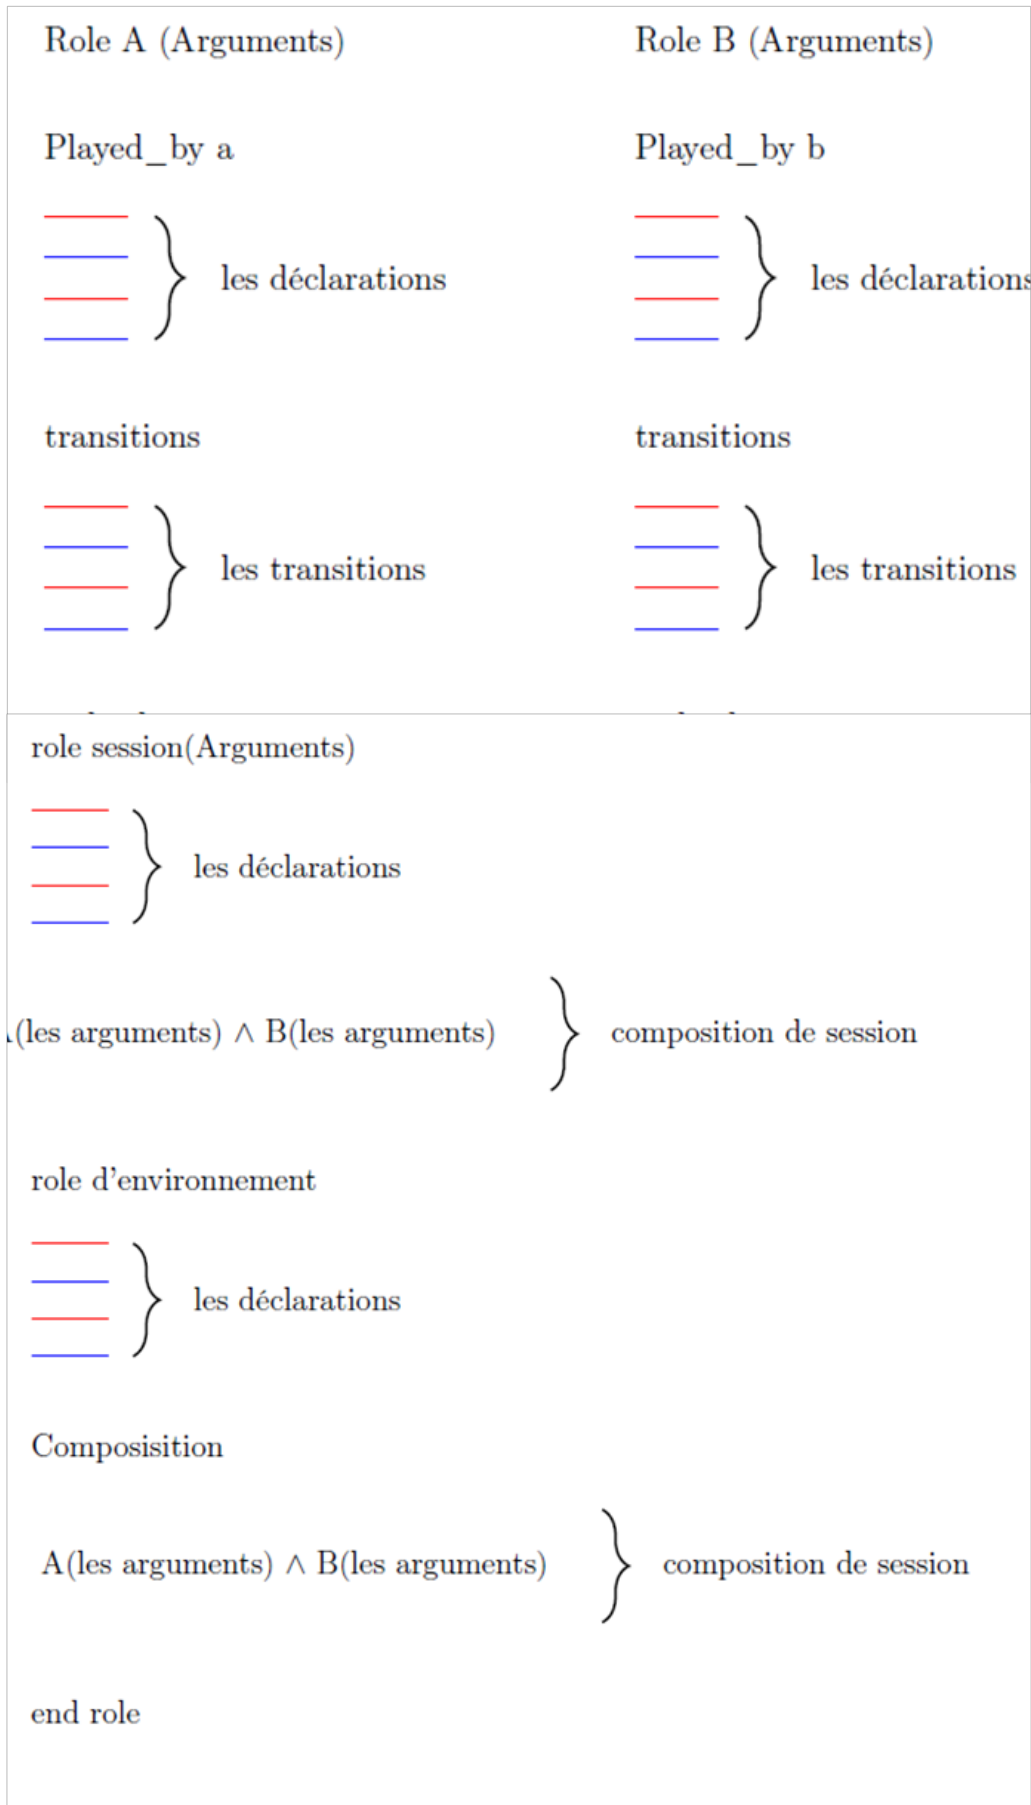 Role A (Arguments)
Role B (Arguments)
Played_by a
Played_by b
les déclarations
les déclarations
transitions
transitions
les transitions
les transitions
role session(Arguments)
les déclarations
(les arguments) ∧ B(les arguments)
composition de session
role d'environnement
les déclarations
Composisition
A(les arguments) ∧ B(les arguments)
composition de session
end role